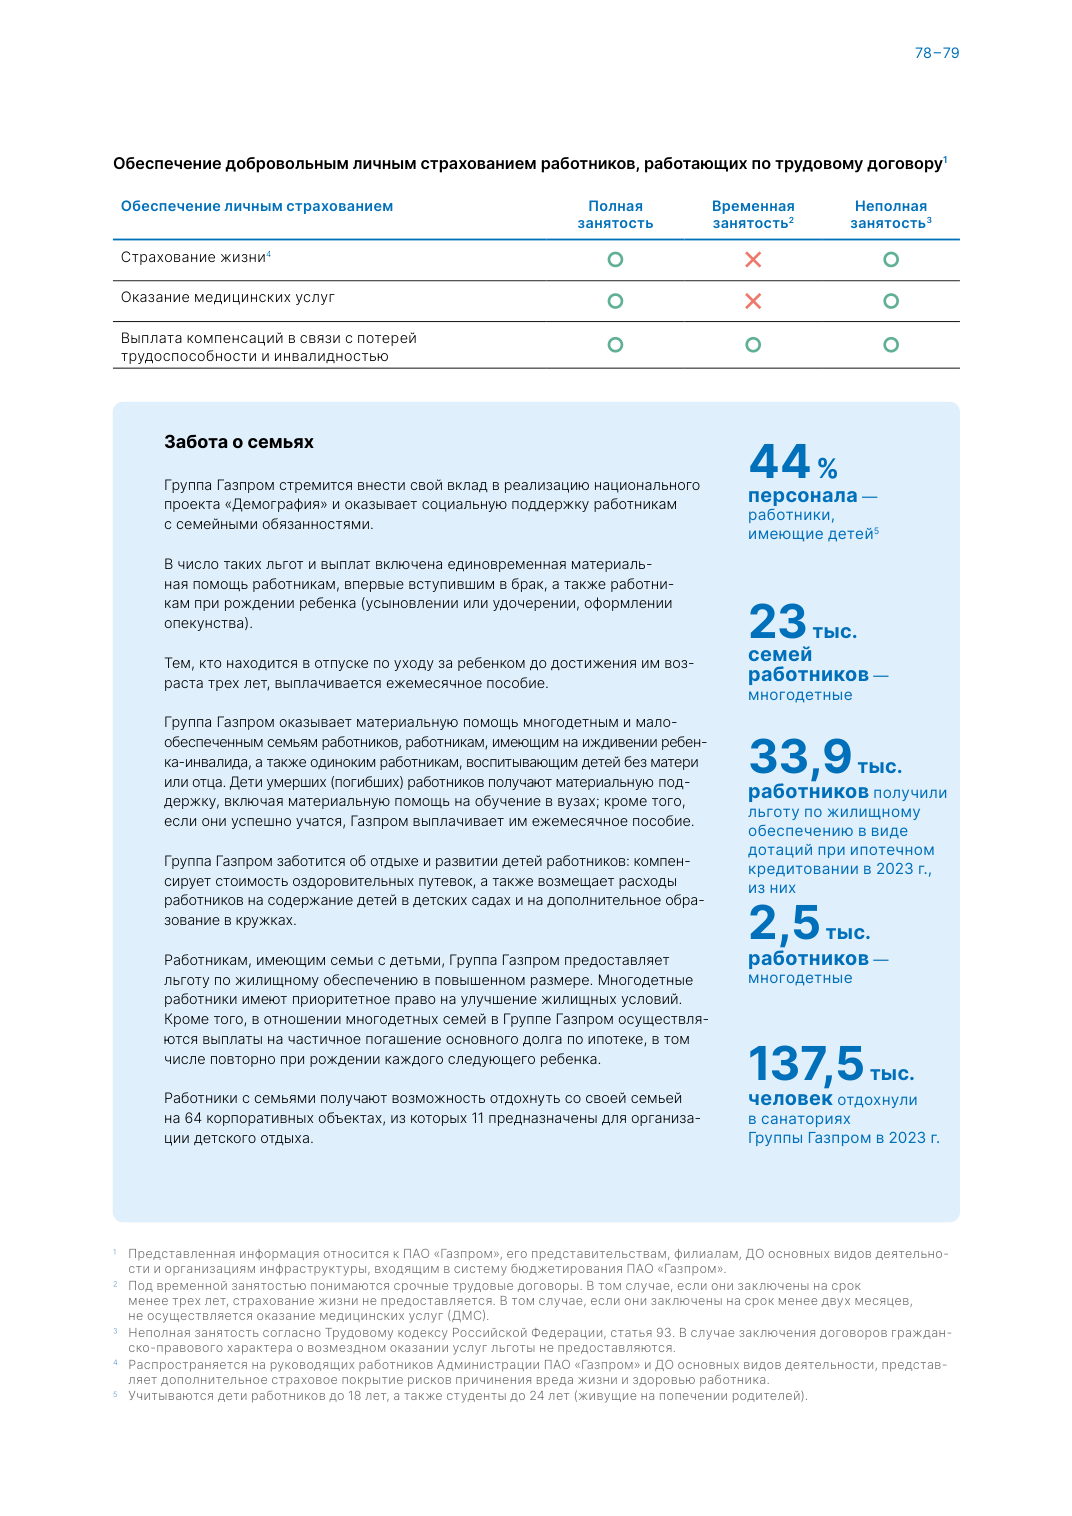 78–79
Обеспечение добровольным личным страхованием работников, работающих по трудовому договору¹
Обеспечение личным страхованием
Полная
занятость
Временная
занятость²
Неполная
занятость³
Страхование жизни⁴
Оказание медицинских услуг
Выплата компенсаций в связи с потерей
трудоспособности и инвалидностью
Забота о семьях
Группа Газпром стремится внести свой вклад в реализацию национального
проекта «Демография» и оказывает социальную поддержку работникам
с семейными обязанностями.
В число таких льгот и выплат включена единовременная материаль-
ная помощь работникам, впервые вступившим в брак, а также работни-
кам при рождении ребенка (усыновлении или удочерении, оформлении
опекунства).
Тем, кто находится в отпуске по уходу за ребенком до достижения им воз-
раста трех лет, выплачивается ежемесячное пособие.
Группа Газпром оказывает материальную помощь многодетным и мало-
обеспеченным семьям работников, работникам, имеющим на иждивении ребен-
ка-инвалида, а также одиноким работникам, воспитывающим детей без матери
или отца. Дети умерших (погибших) работников получают материальную под-
держку, включая материальную помощь на обучение в вузах; кроме того,
если они успешно учатся, Газпром выплачивает им ежемесячное пособие.
Группа Газпром заботится об отдыхе и развитии детей работников: компен-
сирует стоимость оздоровительных путевок, а также возмещает расходы
работников на содержание детей в детских садах и на дополнительное обра-
зование в кружках.
Работникам, имеющим семьи с детьми, Группа Газпром предоставляет
льготу по жилищному обеспечению в повышенном размере. Многодетные
работники имеют приоритетное право на улучшение жилищных условий.
Кроме того, в отношении многодетных семей в Группе Газпром осуществля-
ются выплаты на частичное погашение основного долга по ипотеке, в том
числе повторно при рождении каждого следующего ребенка.
Работники с семьями получают возможность отдохнуть со своей семьей
на 64 корпоративных объектах, из которых 11 предназначены для организа-
ции детского отдыха.
44 %
персонала —
работники,
имеющие детей⁵
23 тыс.
семей
работников —
многодетные
33,9 тыс.
работников получили
льготу по жилищному
обеспечению в виде
дотаций при ипотечном
кредитовании в 2023 г.,
из них
2,5 тыс.
работников —
многодетные
137,5 тыс.
человек отдохнули
в санаториях
Группы Газпром в 2023 г.
¹ Представленная информация относится к ПАО «Газпром», его представительствам, филиалам, ДО основных видов деятельно-
сти и организациям инфраструктуры, входящим в систему бюджетирования ПАО «Газпром».
² Под временной занятостью понимаются срочные трудовые договоры. В том случае, если они заключены на срок
менее трех лет, страхование жизни не предоставляется. В том случае, если они заключены на срок менее двух месяцев,
не осуществляется оказание медицинских услуг (ДМС).
³ Неполная занятость согласно Трудовому кодексу Российской Федерации, статья 93. В случае заключения договоров граждан-
ско-правового характера о возмездном оказании услуг льготы не предоставляются.
⁴ Распространяется на руководящих работников Администрации ПАО «Газпром» и ДО основных видов деятельности, представ-
ляет дополнительное страховое покрытие рисков причинения вреда жизни и здоровью работника.
⁵ Учитываются дети работников до 18 лет, а также студенты до 24 лет (живущие на попечении родителей).